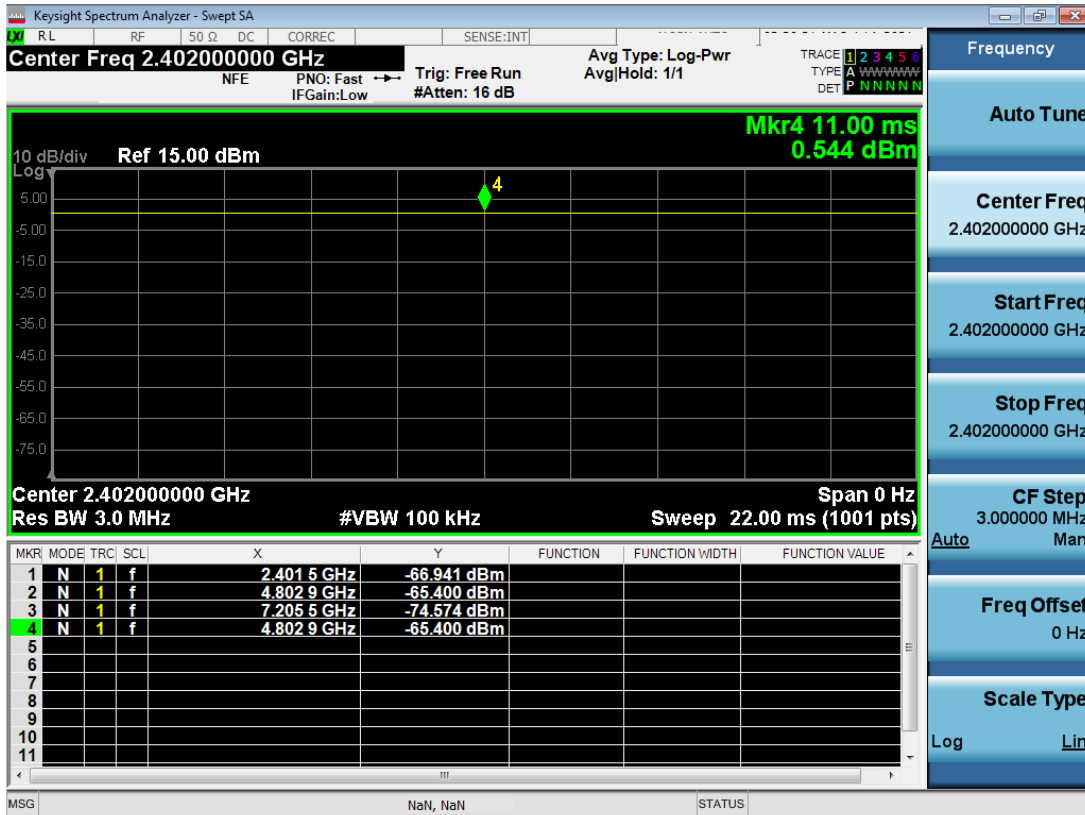 Keysight Spectrum Analyzer - Swept SA
LXI RL RF 50 Ω DC CORREC SENSE:INT
Center Freq 2.402000000 GHz
NFE PNO: Fast Trig: Free Run
IFGain:Low #Atten: 16 dB
Avg Type: Log-Pwr
Avg|Hold: 1/1
TRACE 1 2 3 4 5 6
TYPE A WWWWW
DET P N N N N N
Mkr4 11.00 ms
0.544 dBm
10 dB/div Ref 15.00 dBm
Log
4
5.00
-5.00
-15.0
-25.0
-35.0
-45.0
-55.0
-65.0
-75.0
Center 2.402000000 GHz Span 0 Hz
Res BW 3.0 MHz #VBW 100 kHz Sweep 22.00 ms (1001 pts)
MKR MODE TRC SCL X Y FUNCTION FUNCTION WIDTH FUNCTION VALUE
1 N 1 f 2.401 5 GHz -66.941 dBm
2 N 1 f 4.802 9 GHz -65.400 dBm
3 N 1 f 7.205 5 GHz -74.574 dBm
4 N 1 f 4.802 9 GHz -65.400 dBm
5
6
7
8
9
10
11
MSG NaN, NaN STATUS
Frequency
Auto Tune
Center Freq
2.402000000 GHz
Start Freq
2.402000000 GHz
Stop Freq
2.402000000 GHz
CF Step
3.000000 MHz
Auto Man
Freq Offset
0 Hz
Scale Type
Log Lin